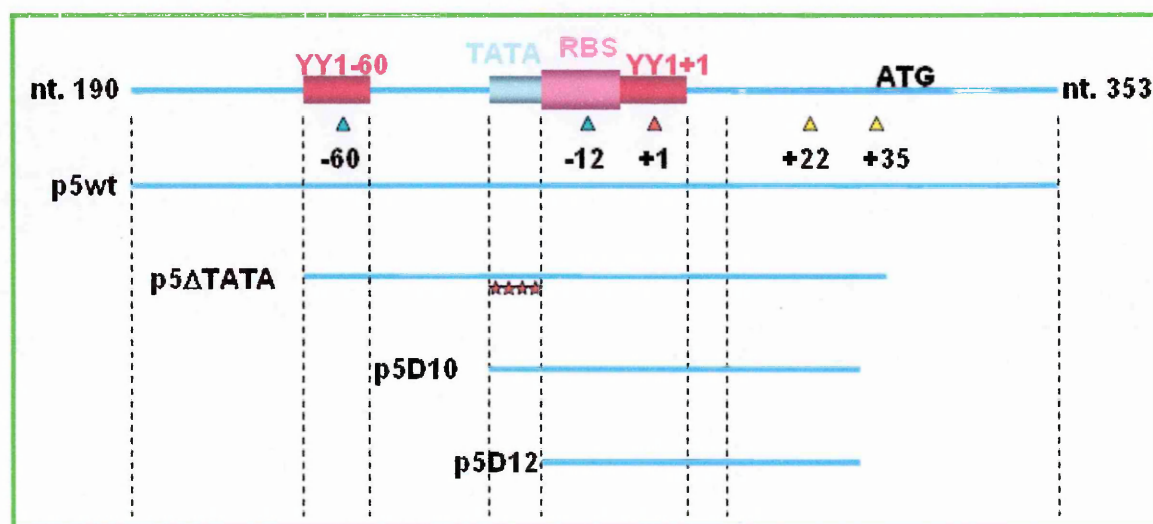 YY1-60 TATA RBS YY1+1 ATG
nt. 190 nt. 353
-60 -12 +1 +22 +35
p5wt
p5ΔTATA
p5D10
p5D12